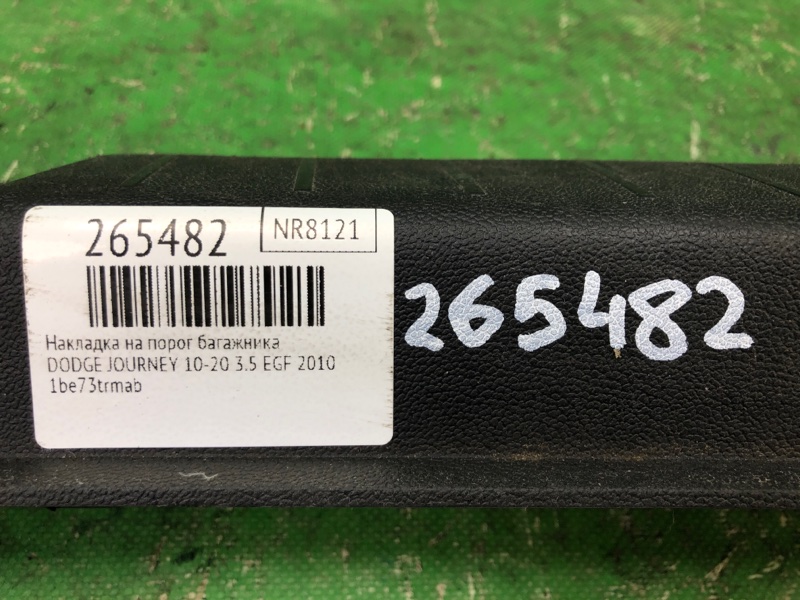 265482
NR8121
Накладка на порог багажника
DODGE JOURNEY 10-20 3.5 EGF 2010
1be73trmab
265482